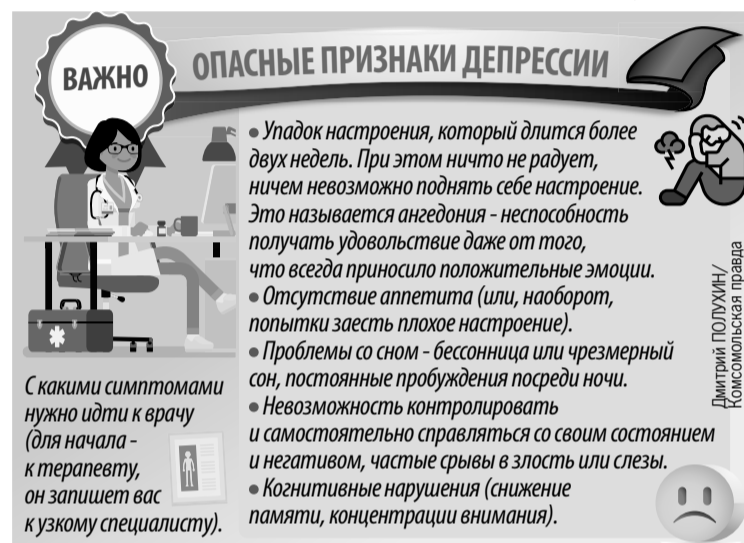 ВАЖНО
ОПАСНЫЕ ПРИЗНАКИ ДЕПРЕССИИ
• Упадок настроения, который длится более
двух недель. При этом ничто не радует,
ничем невозможно поднять себе настроение.
Это называется ангедония - неспособность
получать удовольствие даже от того,
что всегда приносило положительные эмоции.
• Отсутствие аппетита (или, наоборот,
попытки заесть плохое настроение).
• Проблемы со сном - бессонница или чрезмерный
сон, постоянные пробуждения посреди ночи.
• Невозможность контролировать
и самостоятельно справляться со своим состоянием
и негативом, частые срывы в злость или слезы.
• Когнитивные нарушения (снижение
памяти, концентрации внимания).
С какими симптомами
нужно идти к врачу
(для начала -
к терапевту,
он запишет вас
к узкому специалисту).
Дмитрий ПОЛУХИН/
Комсомольская правда